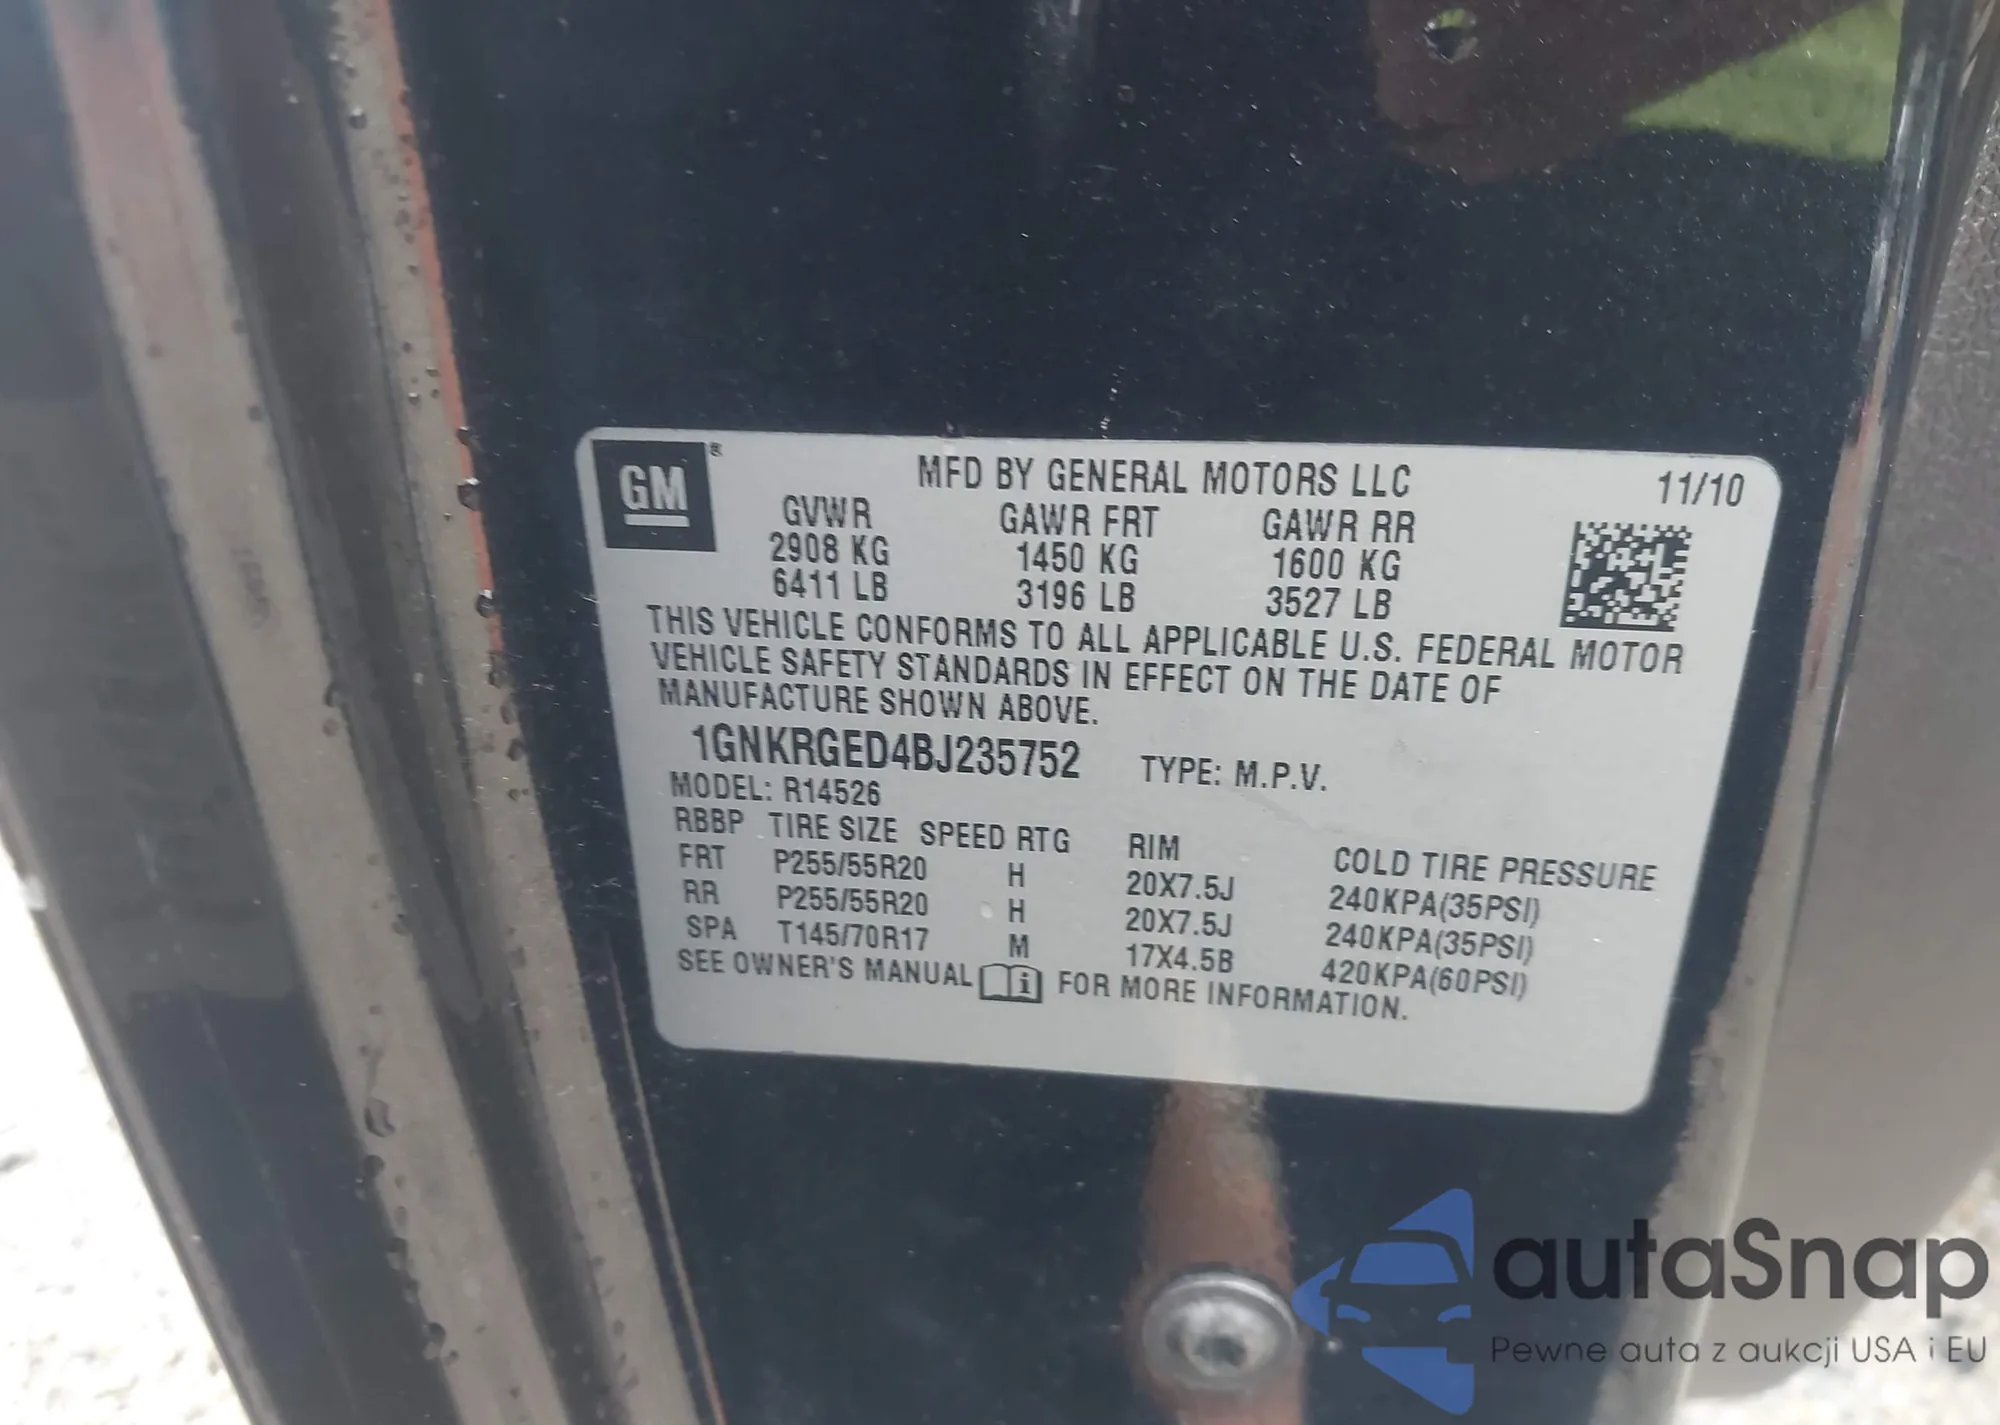 GM®
MFD BY GENERAL MOTORS LLC 11/10
GVWR GAWR FRT GAWR RR
2908 KG 1450 KG 1600 KG
6411 LB 3196 LB 3527 LB
THIS VEHICLE CONFORMS TO ALL APPLICABLE U.S. FEDERAL MOTOR
VEHICLE SAFETY STANDARDS IN EFFECT ON THE DATE OF
MANUFACTURE SHOWN ABOVE.
1GNKRGED4BJ235752 TYPE: M.P.V.
MODEL: R14526
RBBP TIRE SIZE SPEED RTG RIM COLD TIRE PRESSURE
FRT P255/55R20 H 20X7.5J 240KPA(35PSI)
RR P255/55R20 H 20X7.5J 240KPA(35PSI)
SPA T145/70R17 M 17X4.5B 420KPA(60PSI)
SEE OWNER'S MANUAL i FOR MORE INFORMATION.
autaSnap
Pewne auta z aukcji USA i EU